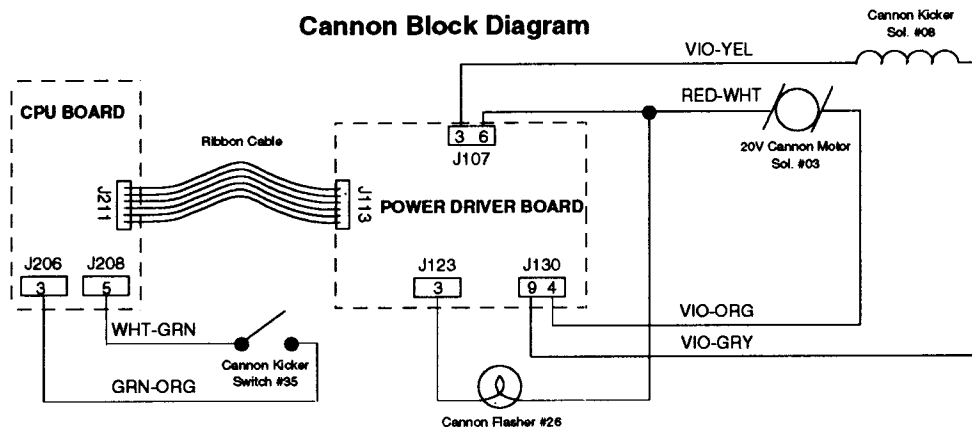 Cannon Block Diagram
Cannon Kicker
Sol. #08
VIO-YEL
RED-WHT
CPU BOARD
Ribbon Cable
3 6
J107
20V Cannon Motor
Sol. #03
J211
J113
POWER DRIVER BOARD
J206
J208
J123
J130
3
5
3
9 4
WHT-GRN
VIO-ORG
Cannon Kicker
Switch #35
VIO-GRY
GRN-ORG
Cannon Flasher #26